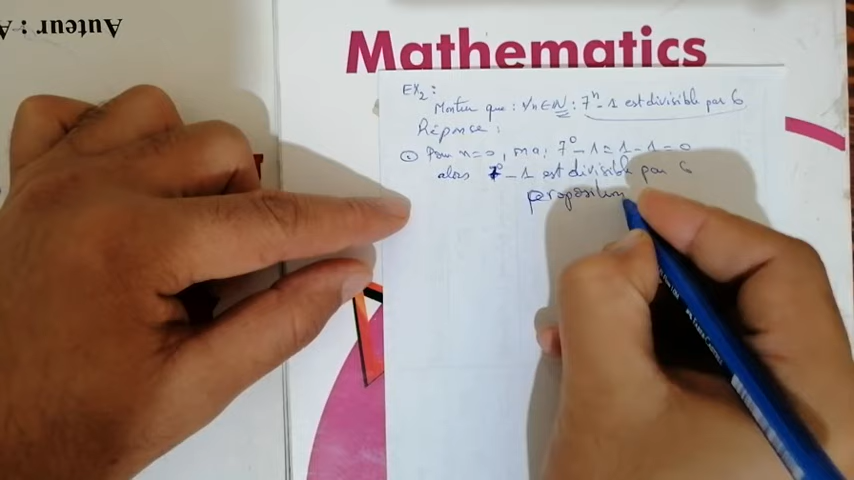 Auteur : A
Mathematics
Ex2 :
Montrer que : ∀n ∈ ℕ : 7ⁿ - 1 est divisible par 6
Réponse :
Pour n = 0, on a : 7⁰ - 1 = 1 - 1 = 0
alors 7⁰ - 1 est divisible par 6
proposition